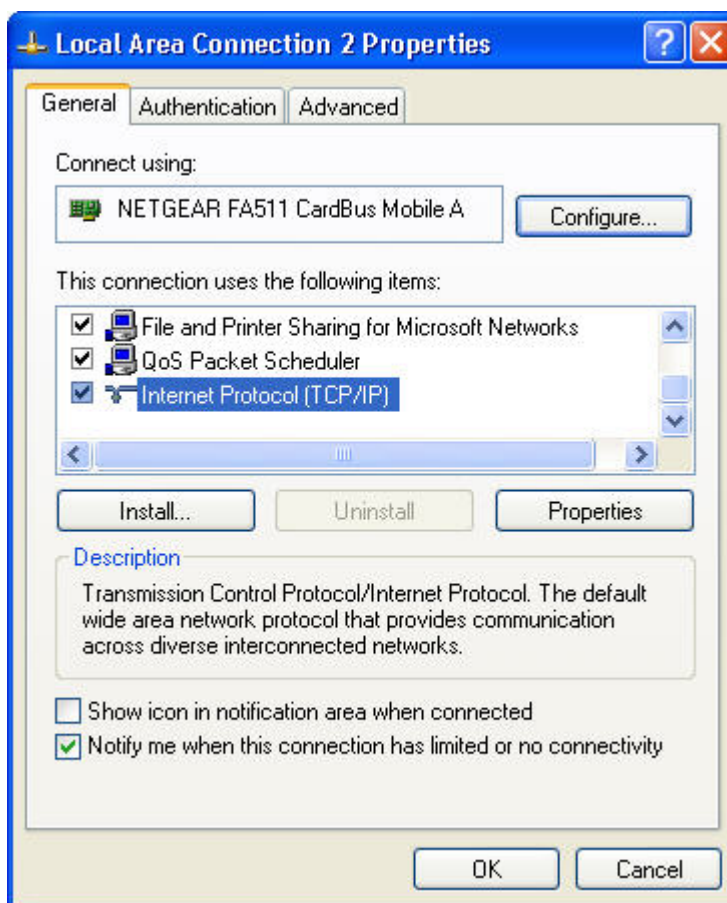 Local Area Connection 2 Properties
General
Authentication
Advanced
Connect using:
NETGEAR FA511 CardBus Mobile A
Configure...
This connection uses the following items:
File and Printer Sharing for Microsoft Networks
QoS Packet Scheduler
Internet Protocol (TCP/IP)
Install...
Uninstall
Properties
Description
Transmission Control Protocol/Internet Protocol. The default
wide area network protocol that provides communication
across diverse interconnected networks.
Show icon in notification area when connected
Notify me when this connection has limited or no connectivity
OK
Cancel